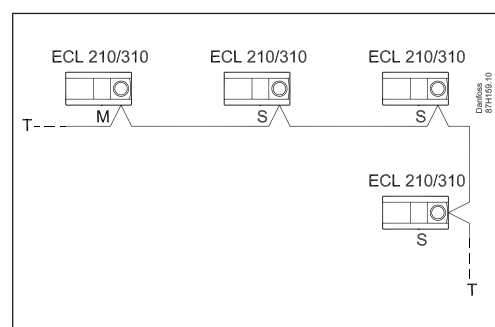 ECL 210/310 ECL 210/310 ECL 210/310
M S S
T
Danfoss
87H159.10
ECL 210/310
S
T